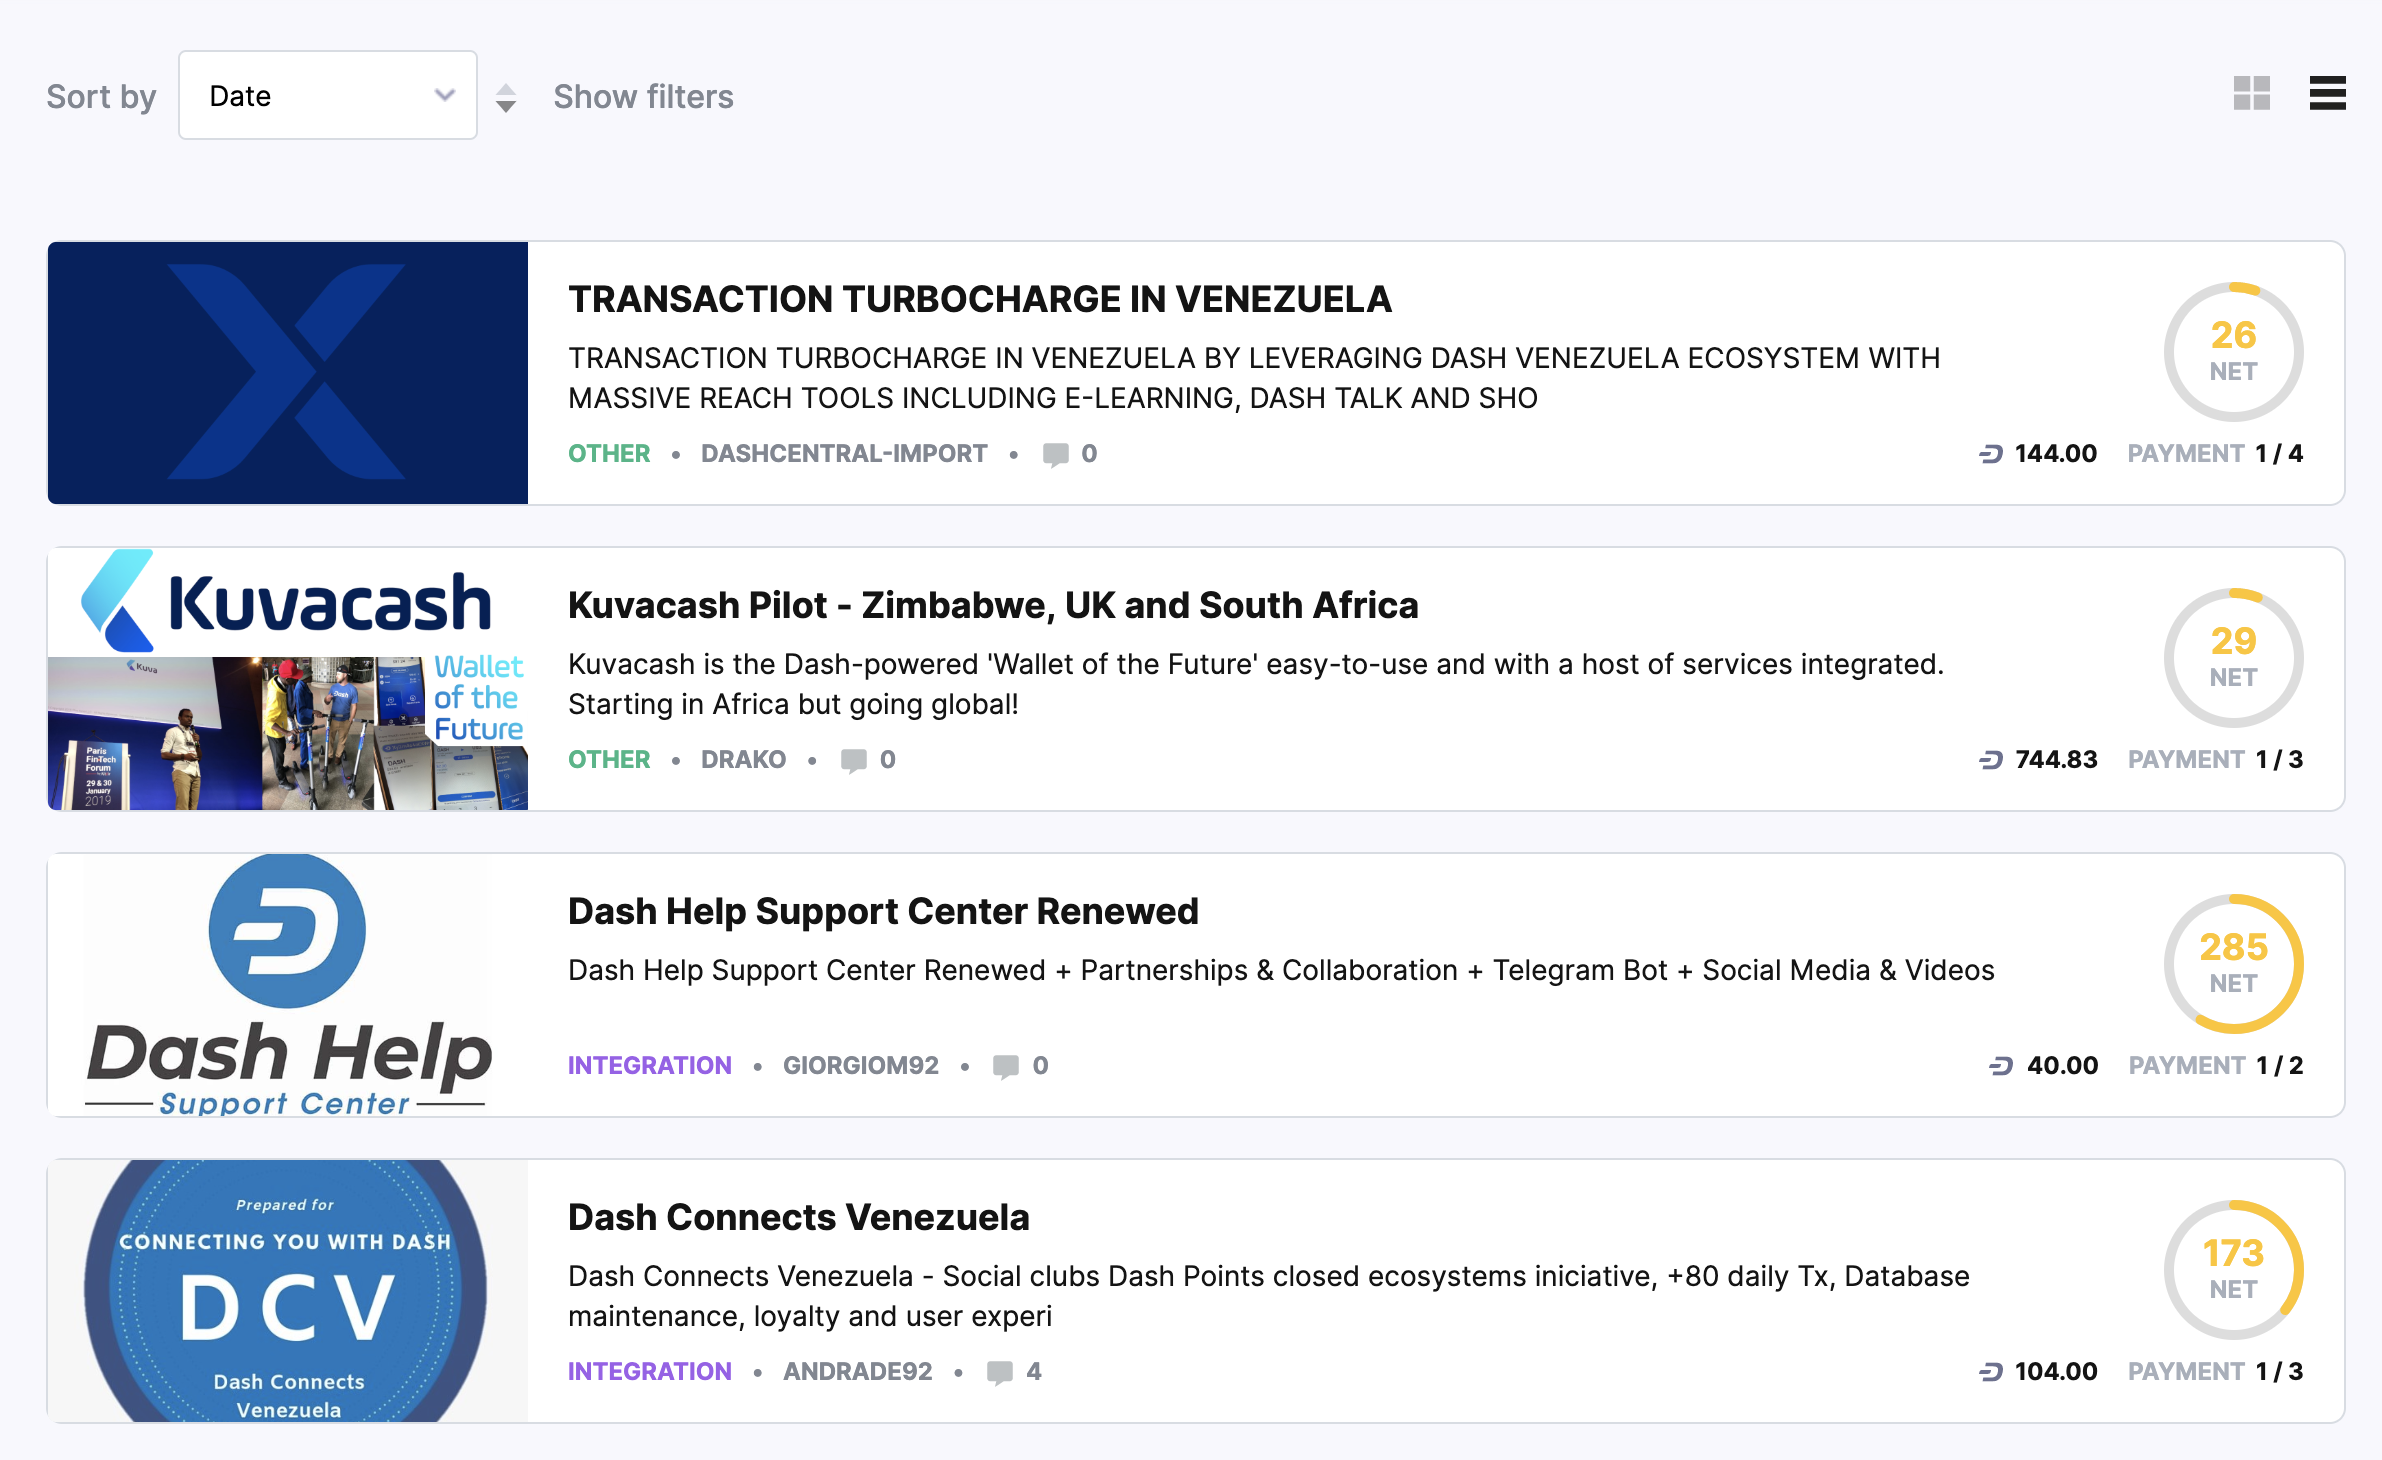 Sort by
Date
Show filters
TRANSACTION TURBOCHARGE IN VENEZUELA
TRANSACTION TURBOCHARGE IN VENEZUELA BY LEVERAGING DASH VENEZUELA ECOSYSTEM WITH
MASSIVE REACH TOOLS INCLUDING E-LEARNING, DASH TALK AND SHO
26
NET
OTHER • DASHCENTRAL-IMPORT • 0
144.00 PAYMENT 1 / 4
Kuvacash
Kuva
Wallet
of the
Future
Paris
FinTech
Forum
29 & 30
January
2019
Dash
Kuvacash Pilot - Zimbabwe, UK and South Africa
Kuvacash is the Dash-powered 'Wallet of the Future' easy-to-use and with a host of services integrated.
Starting in Africa but going global!
29
NET
OTHER • DRAKO • 0
744.83 PAYMENT 1 / 3
Dash Help
Support Center
Dash Help Support Center Renewed
Dash Help Support Center Renewed + Partnerships & Collaboration + Telegram Bot + Social Media & Videos
285
NET
INTEGRATION • GIORGIOM92 • 0
40.00 PAYMENT 1 / 2
Prepared for
CONNECTING YOU WITH DASH
DCV
Dash Connects
Venezuela
Dash Connects Venezuela
Dash Connects Venezuela - Social clubs Dash Points closed ecosystems iniciative, +80 daily Tx, Database
maintenance, loyalty and user experi
173
NET
INTEGRATION • ANDRADE92 • 4
104.00 PAYMENT 1 / 3